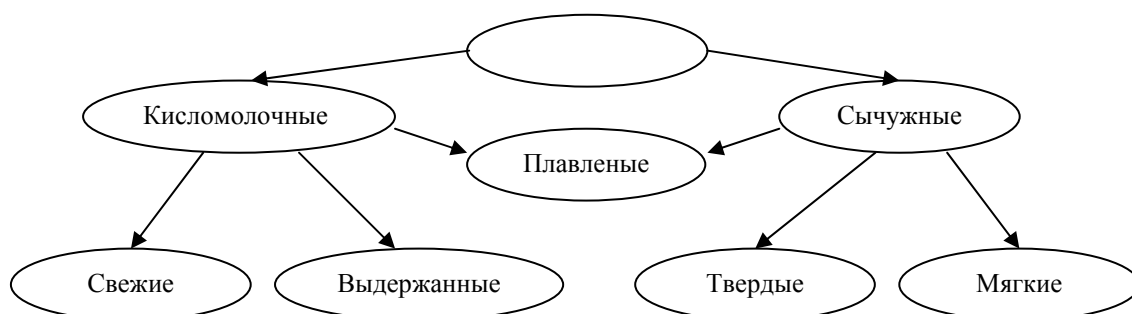 Кисломолочные
Сычужные
Плавленые
Свежие
Выдержанные
Твердые
Мягкие